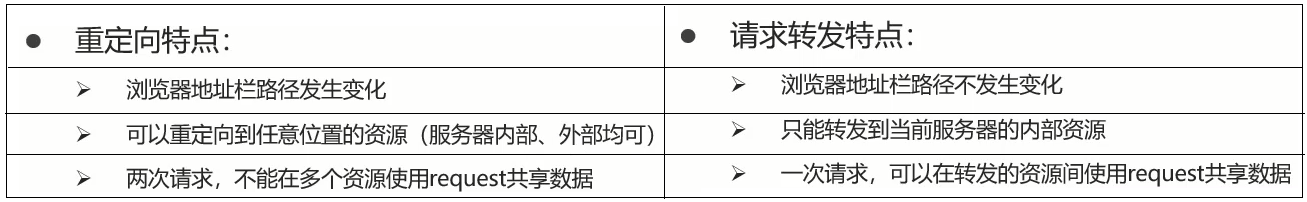 ● 重定向特点：
➢ 浏览器地址栏路径发生变化
➢ 可以重定向到任意位置的资源（服务器内部、外部均可）
➢ 两次请求，不能在多个资源使用request共享数据
● 请求转发特点：
➢ 浏览器地址栏路径不发生变化
➢ 只能转发到当前服务器的内部资源
➢ 一次请求，可以在转发的资源间使用request共享数据